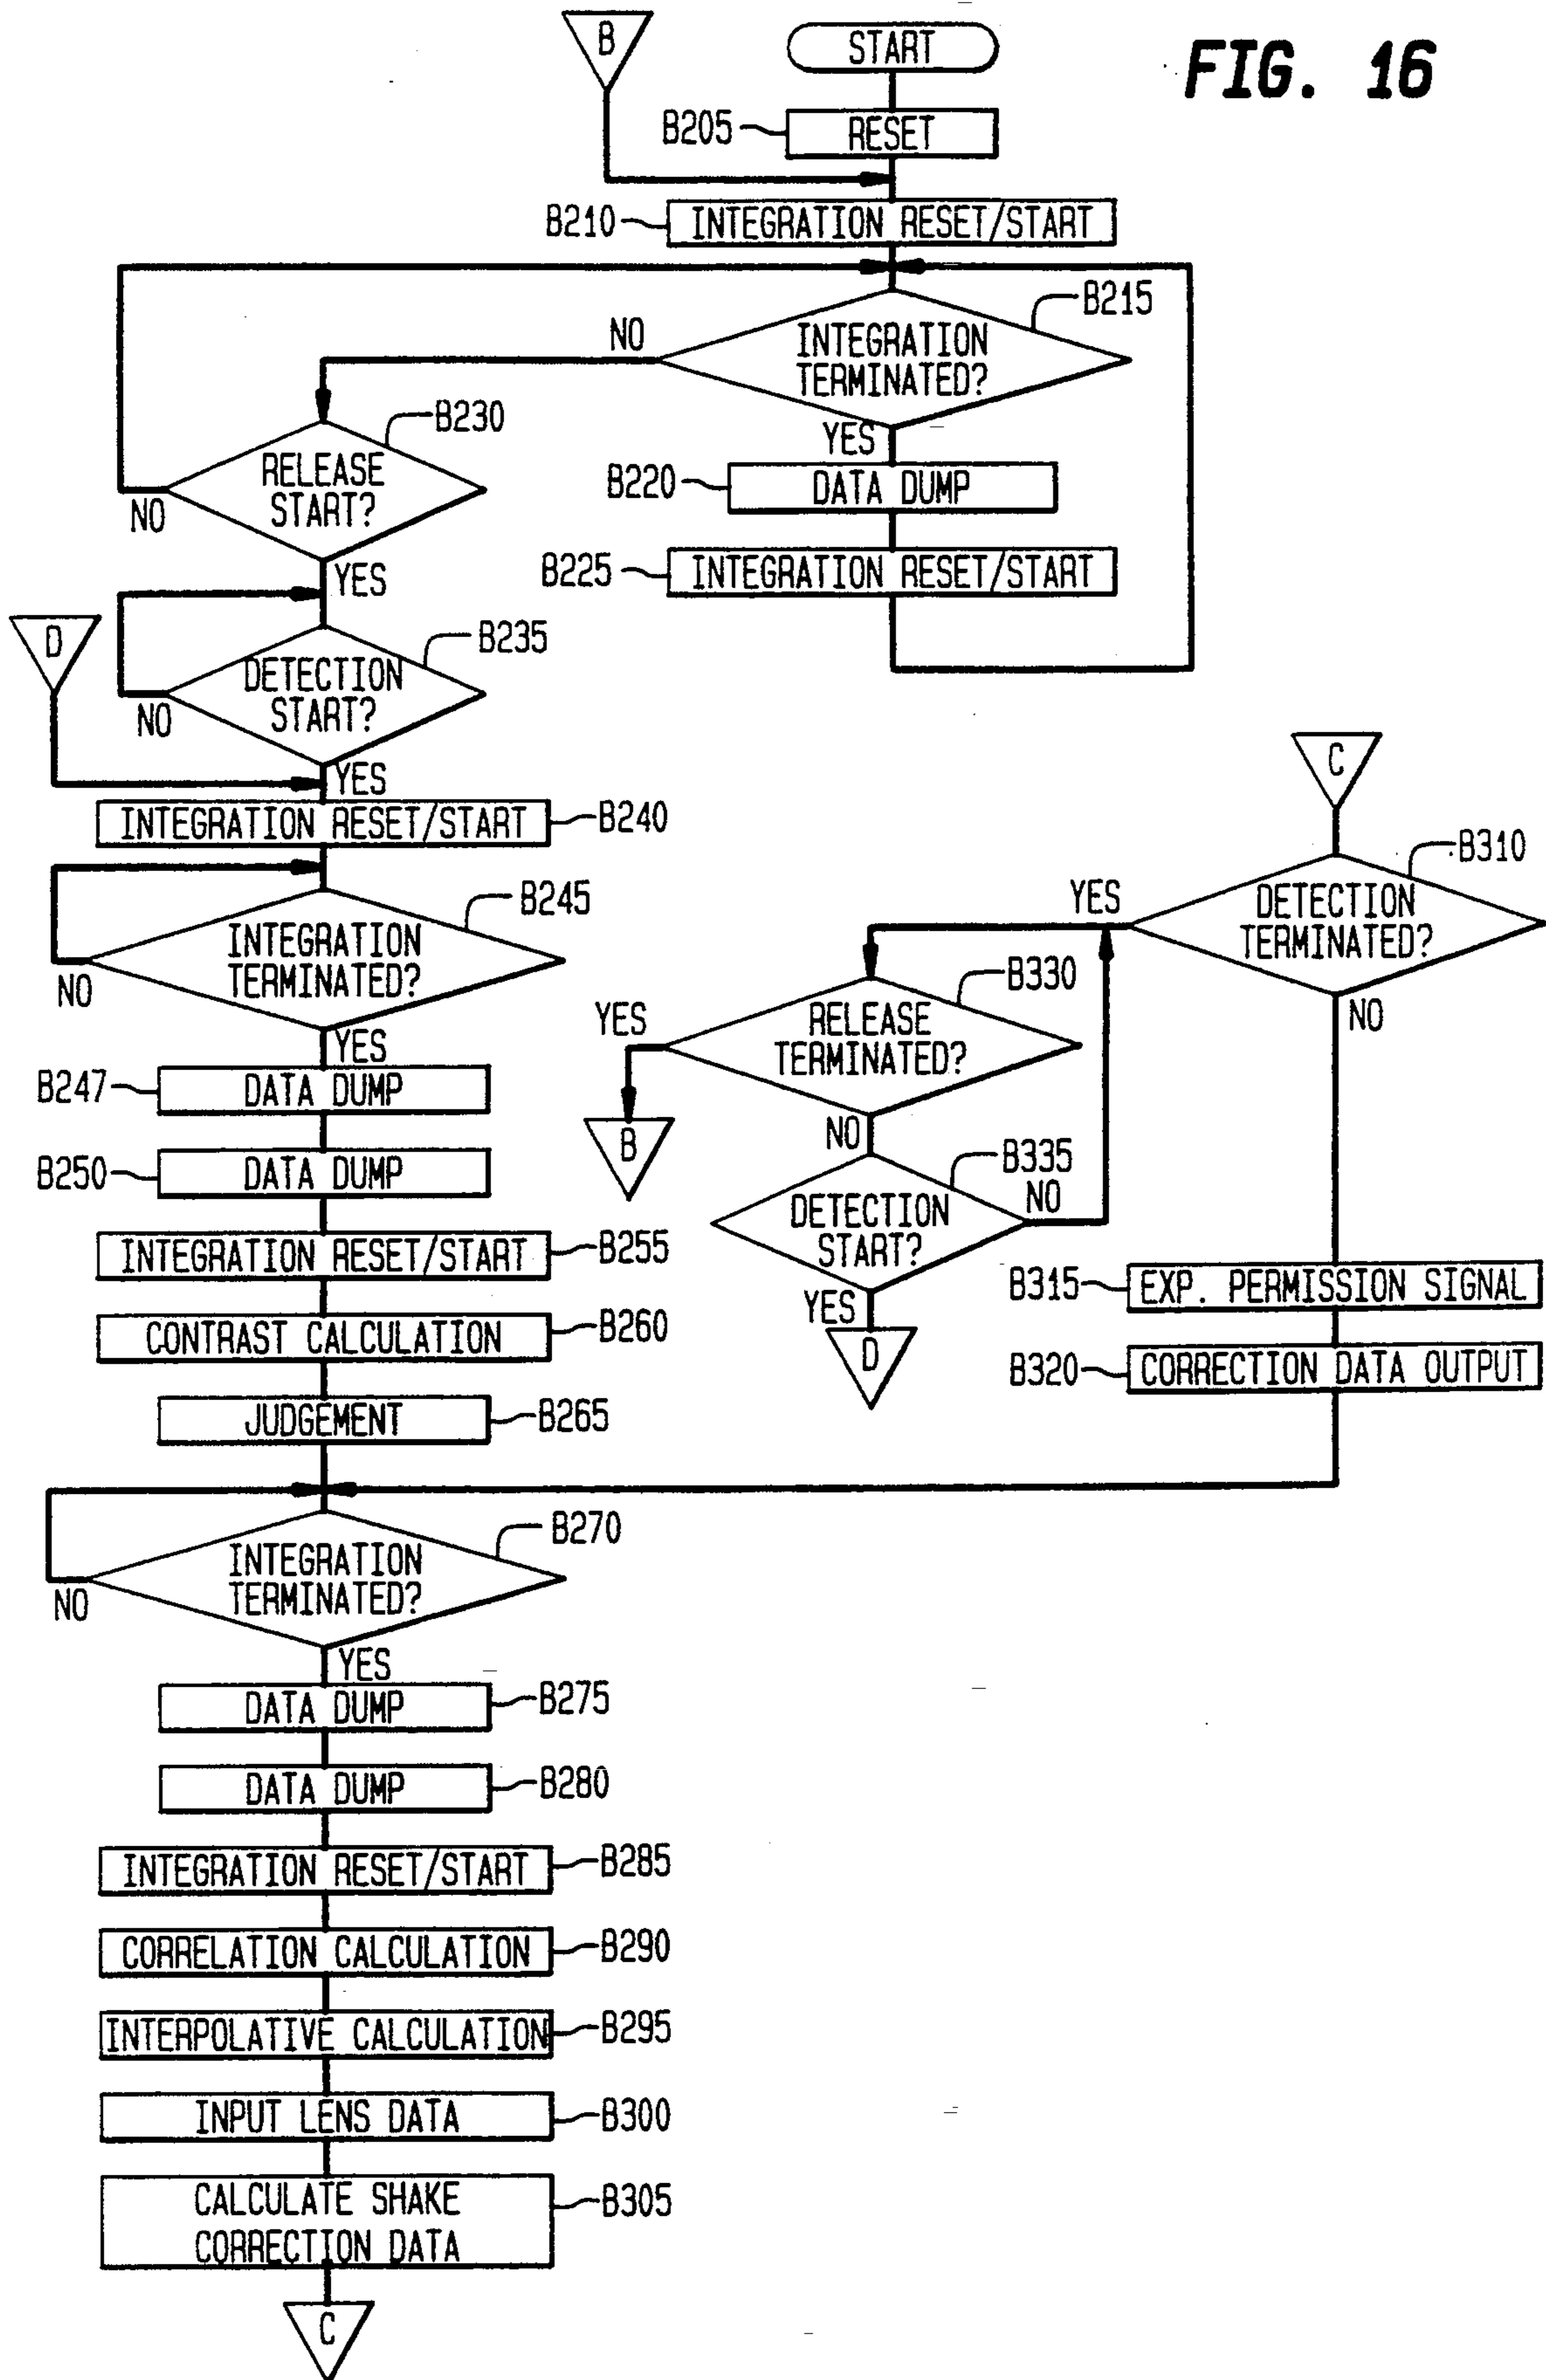 FIG. 16
B
START
B205
RESET
B210
INTEGRATION RESET/START
B215
INTEGRATION
TERMINATED?
NO
YES
B220
DATA DUMP
B225
INTEGRATION RESET/START
B230
RELEASE
START?
NO
YES
D
B235
DETECTION
START?
NO
YES
INTEGRATION RESET/START
B240
B245
INTEGRATION
TERMINATED?
NO
YES
B247
DATA DUMP
B250
DATA DUMP
INTEGRATION RESET/START
B255
CONTRAST CALCULATION
B260
JUDGEMENT
B265
B270
INTEGRATION
TERMINATED?
NO
YES
DATA DUMP
B275
DATA DUMP
B280
INTEGRATION RESET/START
B285
CORRELATION CALCULATION
B290
INTERPOLATIVE CALCULATION
B295
INPUT LENS DATA
B300
CALCULATE SHAKE
CORRECTION DATA
B305
C
C
B310
DETECTION
TERMINATED?
YES
NO
B330
RELEASE
TERMINATED?
YES
B
NO
B335
DETECTION
START?
NO
YES
D
B315
EXP. PERMISSION SIGNAL
B320
CORRECTION DATA OUTPUT